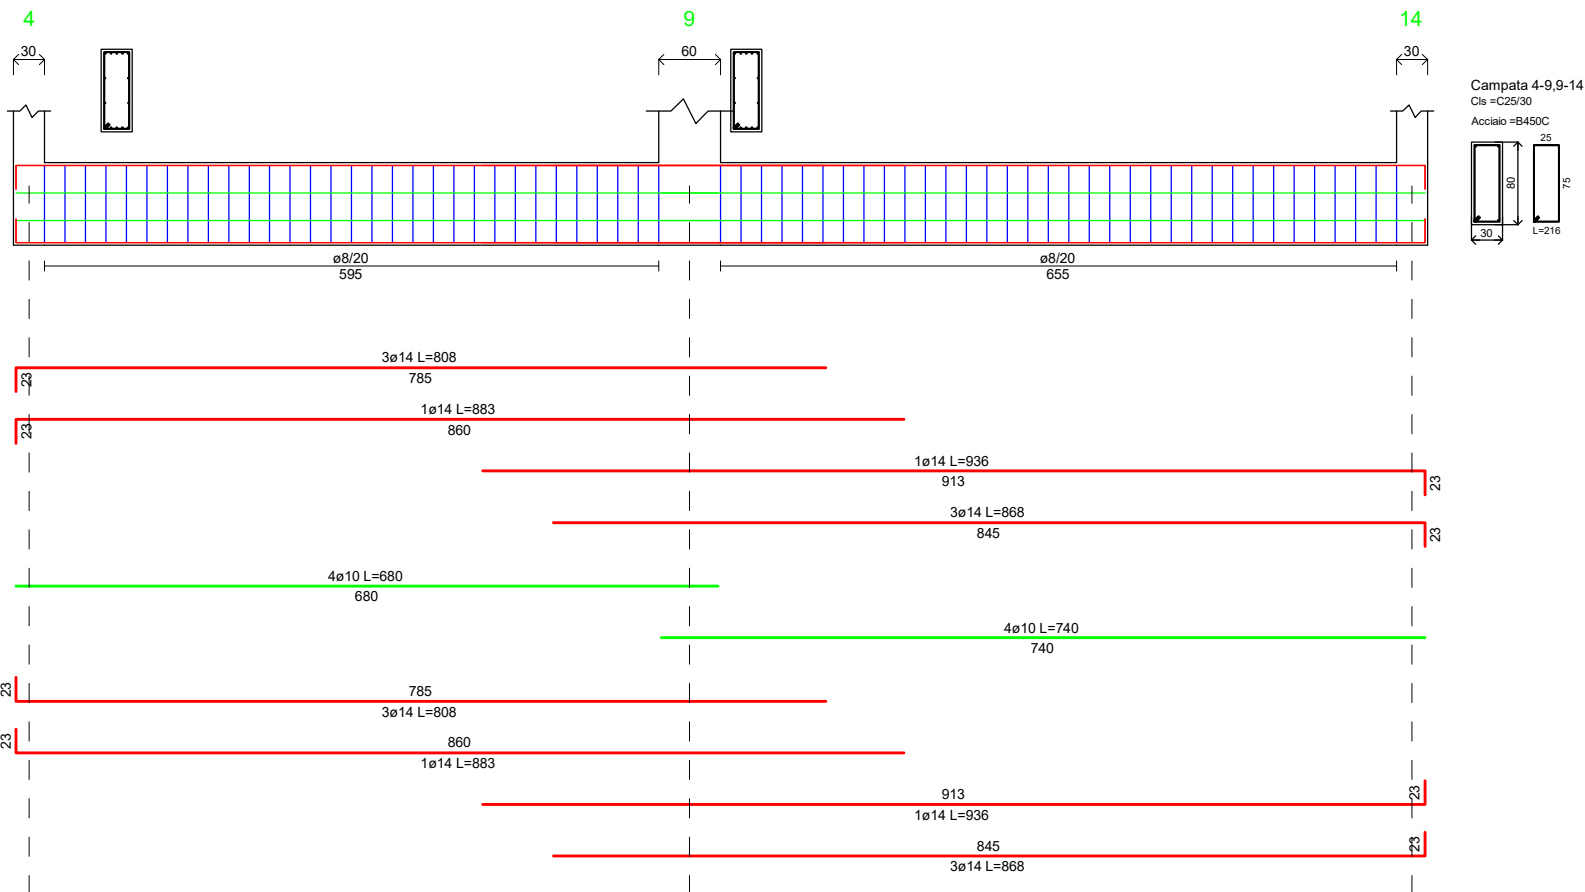 4
9
14
30
60
30
Campata 4-9,9-14
Cls =C25/30
Acciaio =B450C
25
80
75
30
L=216
ø8/20
595
ø8/20
655
3ø14 L=808
785
23
1ø14 L=883
860
23
1ø14 L=936
913
23
3ø14 L=868
845
23
4ø10 L=680
680
4ø10 L=740
740
23
785
3ø14 L=808
23
860
1ø14 L=883
913
23
1ø14 L=936
845
23
3ø14 L=868